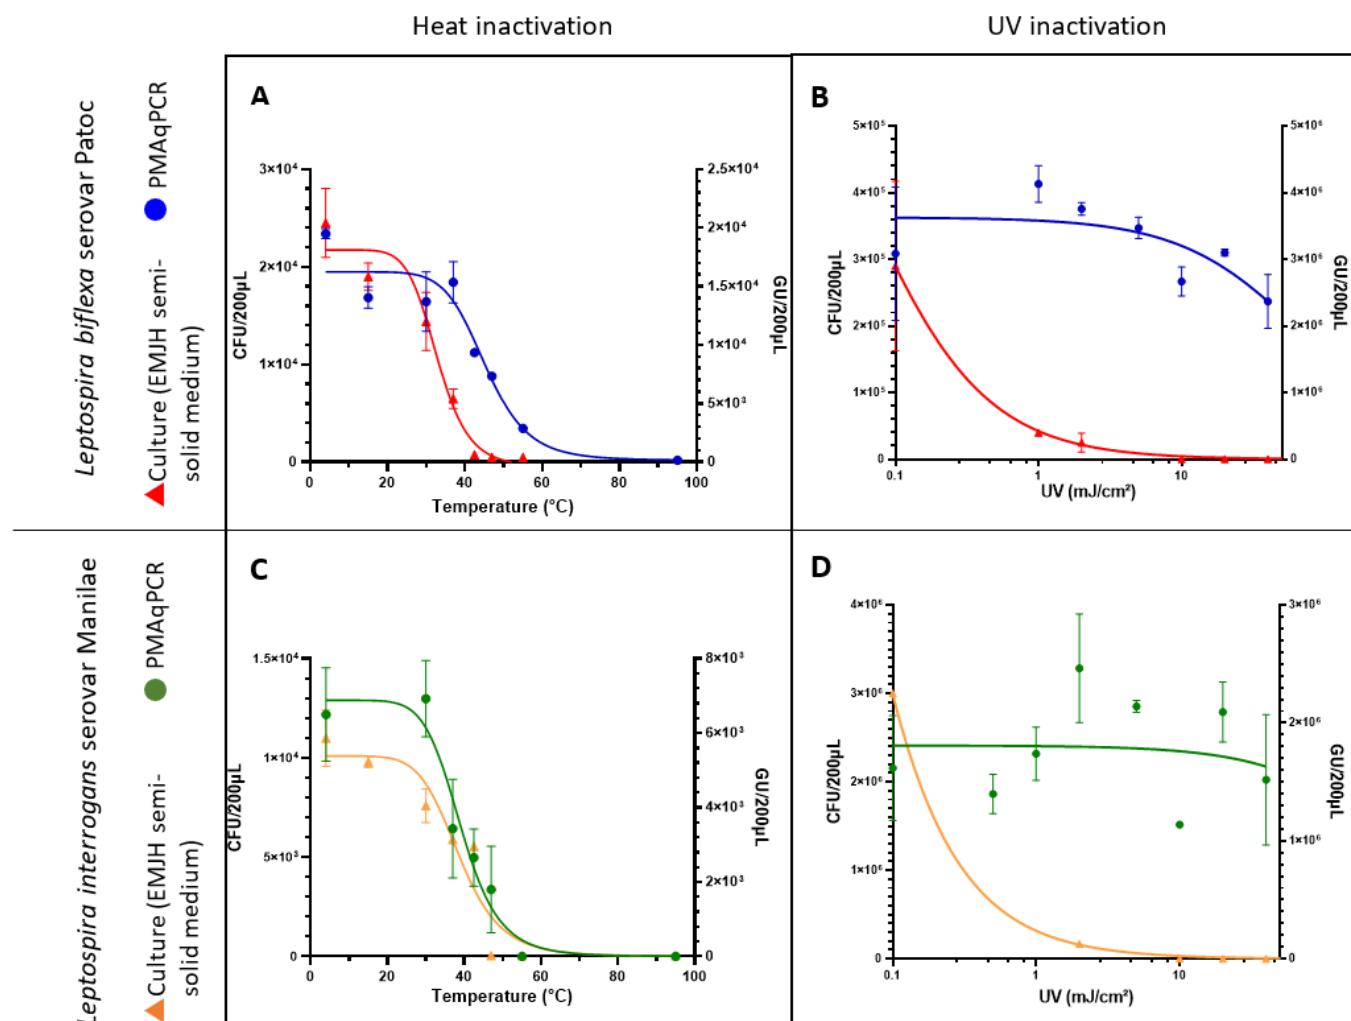 Heat inactivation
UV inactivation
Leptospira biflexa serovar Patoc
Culture (EMJH semi-
solid medium)
PMAqPCR
A
3×10⁴
2×10⁴
1×10⁴
0
CFU/200µL
2.5×10⁴
2×10⁴
1.5×10⁴
1×10⁴
5×10³
0
GU/200µL
0 20 40 60 80 100
Temperature (°C)
B
5×10⁵
4×10⁵
3×10⁵
2×10⁵
1×10⁵
0
CFU/200µL
5×10⁶
4×10⁶
3×10⁶
2×10⁶
1×10⁶
0
GU/200µL
0.1 1 10
UV (mJ/cm²)
Leptospira interrogans serovar Manilae
Culture (EMJH semi-
solid medium)
PMAqPCR
C
1.5×10⁴
1×10⁴
5×10³
0
CFU/200µL
8×10³
6×10³
4×10³
2×10³
0
GU/200µL
0 20 40 60 80 100
Temperature (°C)
D
4×10⁶
3×10⁶
2×10⁶
1×10⁶
0
CFU/200µL
3×10⁶
2×10⁶
1×10⁶
0
GU/200µL
0.1 1 10
UV (mJ/cm²)